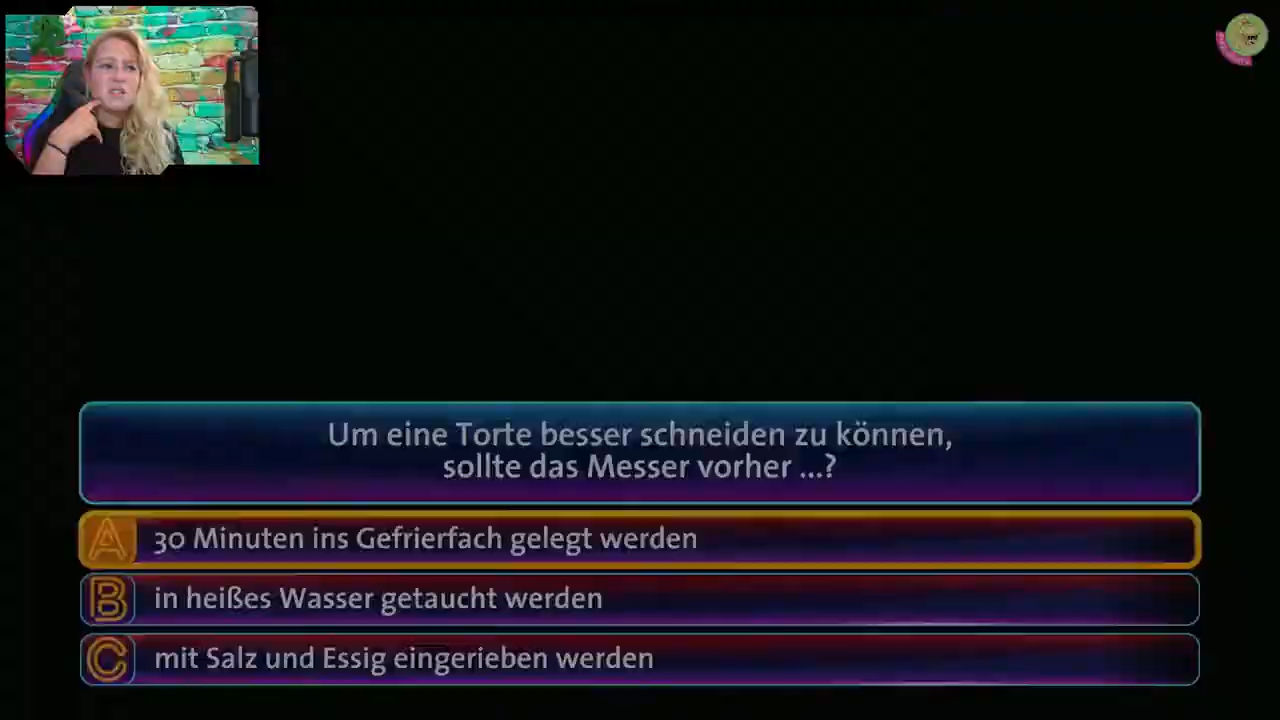 Um eine Torte besser schneiden zu können,
sollte das Messer vorher ...?
A 30 Minuten ins Gefrierfach gelegt werden
B in heißes Wasser getaucht werden
C mit Salz und Essig eingerieben werden